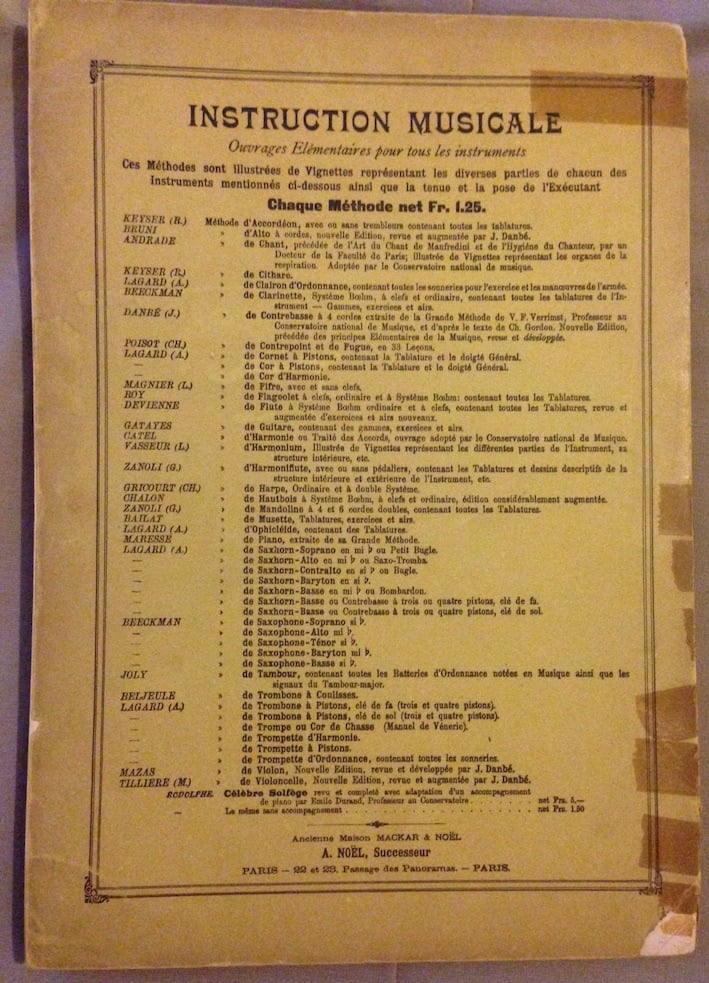 INSTRUCTION MUSICALE
Ouvrages Elémentaires pour tous les instruments
Ces Méthodes sont illustrées de Vignettes représentant les diverses parties de chacun des
Instruments mentionnés ci-dessous ainsi que la tenue et la pose de l'Exécutant
Chaque Méthode net Fr. 1.25.
KEYSER (R.) Méthode d'Accordéon, avec ou sans trembleurs contenant toutes les tablatures.
BRUNI » d'Alto à cordes, nouvelle Edition, revue et augmentée par J. Danbé.
ANDRADE » de Chant, précédée de l'Art du Chant de Manfredini et de l'Hygiène du Chanteur, par un
Docteur de la Faculté de Paris; illustrée de Vignettes représentant les organes de la
respiration. Adoptée par le Conservatoire national de musique.
KEYSER (R.) » de Cithare.
LAGARD (A.) » de Clairon d'Ordonnance, contenant toutes les sonneries pour l'exercice et les manœuvres de l'armée.
BEECKMAN » de Clarinette, Système Bœhm, à clefs et ordinaire, contenant toutes les tablatures de l'In-
strument — Gammes, exercices et airs.
DANBÉ (J.) » de Contrebasse à 4 cordes extraite de la Grande Méthode de V. F. Verrimst, Professeur au
Conservatoire national de Musique, et d'après le texte de Ch. Gordon. Nouvelle Edition,
précédée des principes Elémentaires de la Musique, revue et développée.
POISOT (CH.) » de Contrepoint et de Fugue, en 33 Leçons.
LAGARD (A.) » de Cornet à Pistons, contenant la Tablature et le doigté Général.
— » de Cor à Pistons, contenant la Tablature et le doigté Général.
— » de Cor d'Harmonie.
MAGNIER (L.) » de Fifre, avec et sans clefs.
ROY » de Flageolet à clefs, ordinaire et à Système Bœhm: contenant toutes les Tablatures.
DEVIENNE » de Flute à Système Bœhm ordinaire et à clefs, contenant toutes les Tablatures, revue et
augmentée d'exercices et airs nouveaux.
GATAYES » de Guitare, contenant des gammes, exercices et airs.
CATEL » d'Harmonie ou Traité des Accords, ouvrage adopté par le Conservatoire national de Musique.
VASSEUR (L.) » d'Harmonium, Illustrée de Vignettes représentant les différentes parties de l'Instrument, sa
structure intérieure, etc.
ZANOLI (G.) » d'Harmoniflute, avec ou sans pédaliers, contenant les Tablatures et dessins descriptifs de la
structure intérieure et extérieure de l'Instrument, etc.
GRICOURT (CH.) » de Harpe, Ordinaire et à double Système.
CHALON » de Hautbois à Système Bœhm, à clefs et ordinaire, édition considérablement augmentée.
ZANOLI (G.) » de Mandoline à 4 et 6 cordes doubles, contenant toutes les Tablatures.
BAILAT » de Musette, Tablatures, exercices et airs.
LAGARD (A.) » d'Ophicléide, contenant des Tablatures.
MARESSE » de Piano, extraite de sa Grande Méthode.
LAGARD (A.) » de Saxhorn-Soprano en mi ♭ ou Petit Bugle.
— » de Saxhorn-Alto en mi ♭ ou Saxo-Tromba.
— » de Saxhorn-Contralto en si ♭ ou Bugle.
— » de Saxhorn-Baryton en si ♭.
— » de Saxhorn-Basse en mi ♭ ou Bombardon.
— » de Saxhorn-Basse ou Contrebasse à trois ou quatre pistons, clé de fa.
— » de Saxhorn-Basse ou Contrebasse à trois ou quatre pistons, clé de sol.
BEECKMAN » de Saxophone-Soprano si ♭.
— » de Saxophone-Alto mi ♭.
— » de Saxophone-Ténor si ♭.
— » de Saxophone-Baryton mi ♭.
— » de Saxophone-Basse si ♭.
JOLY » de Tambour, contenant toutes les Batteries d'Ordonnance notées en Musique ainsi que les
signaux du Tambour-major.
BELJEULE » de Trombone à Coulisses.
LAGARD (A.) » de Trombone à Pistons, clé de fa (trois et quatre pistons).
— » de Trombone à Pistons, clé de sol (trois et quatre pistons).
— » de Trompe ou Cor de Chasse (Manuel de Vénerie).
— » de Trompette d'Harmonie.
— » de Trompette à Pistons.
— » de Trompette d'Ordonnance, contenant toutes les sonneries.
MAZAS » de Violon, Nouvelle Edition, revue et développée par J. Danbé.
TILLIERE (M.) » de Violoncelle, Nouvelle Edition, revue et augmentée par J. Danbé.
RODOLPHE. Célèbre Solfège revu et complété avec adaptation d'un accompagnement
de piano par Emile Durand, Professeur au Conservatoire . . . . . . . net Frs. 5,—
— Le même sans accompagnement . . . . . . . . . . . . . . . . . . net Frs. 1.50
Ancienne Maison MACKAR & NOËL
A. NOËL, Successeur
PARIS — 22 et 23, Passage des Panoramas. — PARIS.